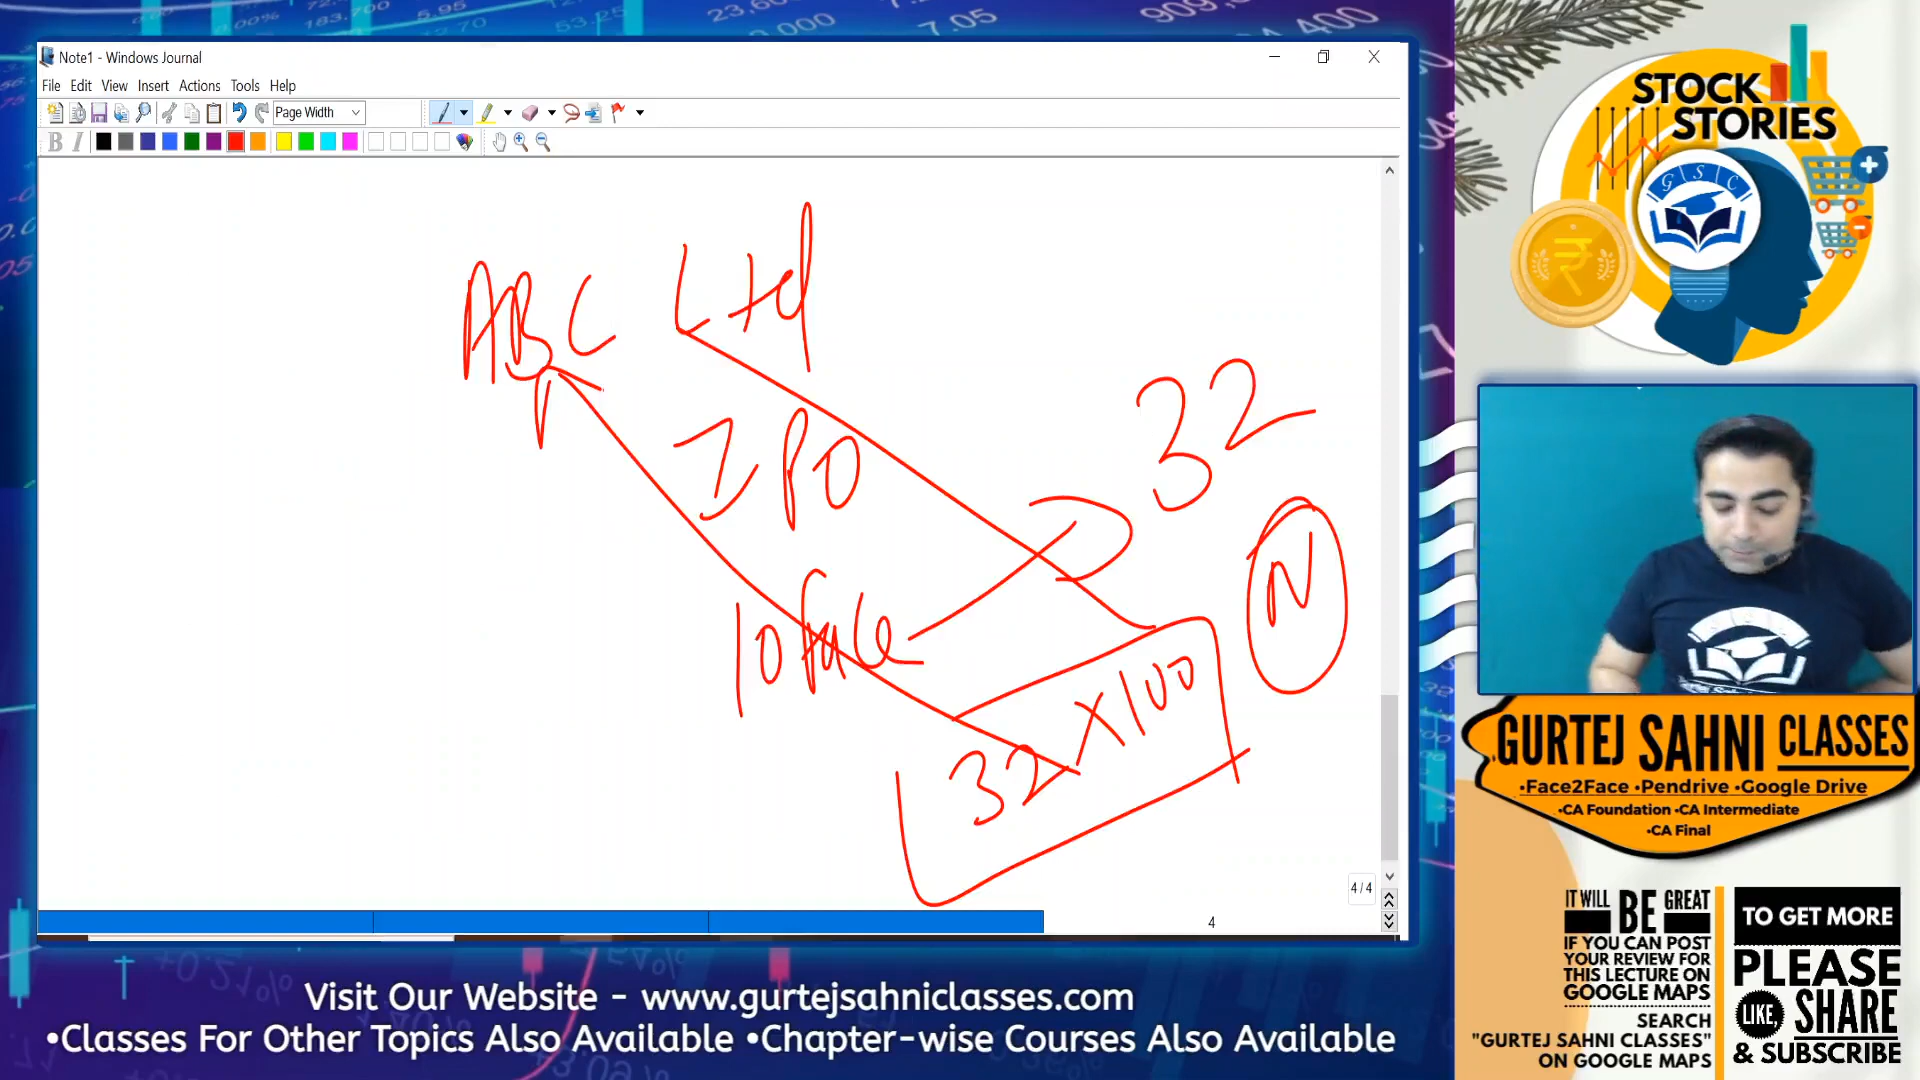 Note1 - Windows Journal
File Edit View Insert Actions Tools Help
Page Width
B I
ABC Ltd
IPO
32
10 face
N
32 x 100
4/4
4
STOCK
STORIES
G S C
GURTEJ SAHNI CLASSES
•Face2Face •Pendrive •Google Drive
•CA Foundation •CA Intermediate
•CA Final
IT WILL BE GREAT
IF YOU CAN POST
YOUR REVIEW FOR
THIS LECTURE ON
GOOGLE MAPS
SEARCH
"GURTEJ SAHNI CLASSES"
ON GOOGLE MAPS
TO GET MORE
PLEASE
LIKE, SHARE
& SUBSCRIBE
Visit Our Website - www.gurtejsahniclasses.com
•Classes For Other Topics Also Available •Chapter-wise Courses Also Available